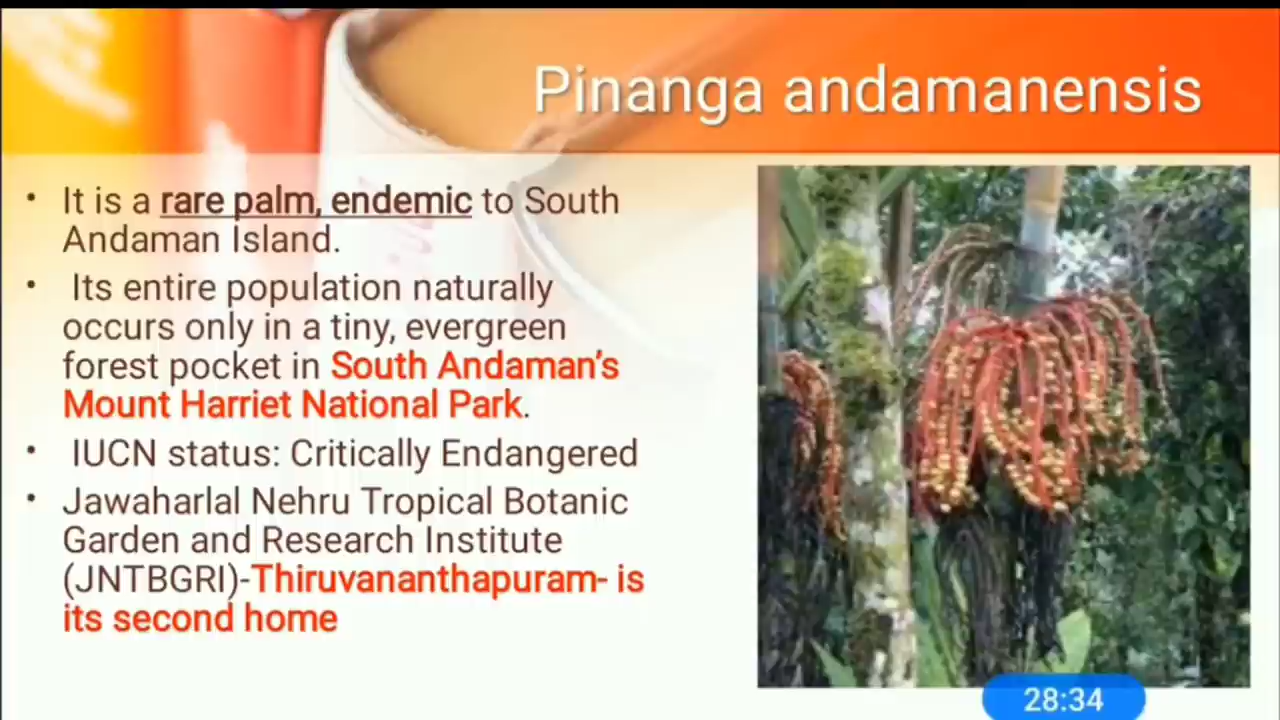 Pinanga andamanensis
• It is a rare palm, endemic to South
Andaman Island.
• Its entire population naturally
occurs only in a tiny, evergreen
forest pocket in South Andaman's
Mount Harriet National Park.
• IUCN status: Critically Endangered
• Jawaharlal Nehru Tropical Botanic
Garden and Research Institute
(JNTBGRI)-Thiruvananthapuram- is
its second home
28:34